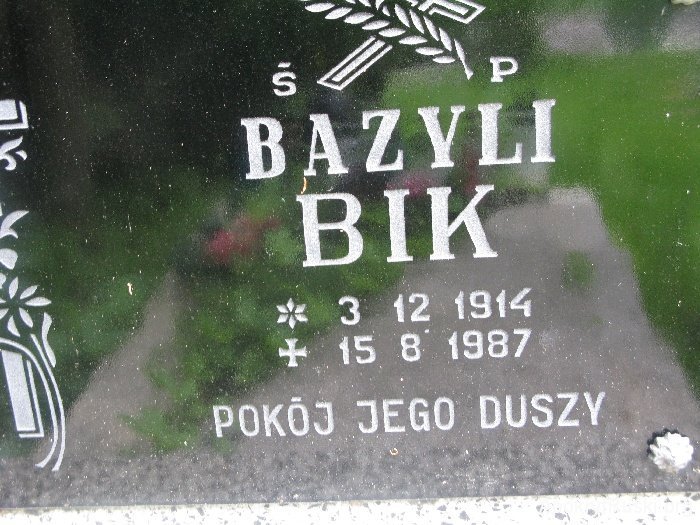 Ś P
BAZYLI
BIK
3 12 1914
15 8 1987
POKÓJ JEGO DUSZY